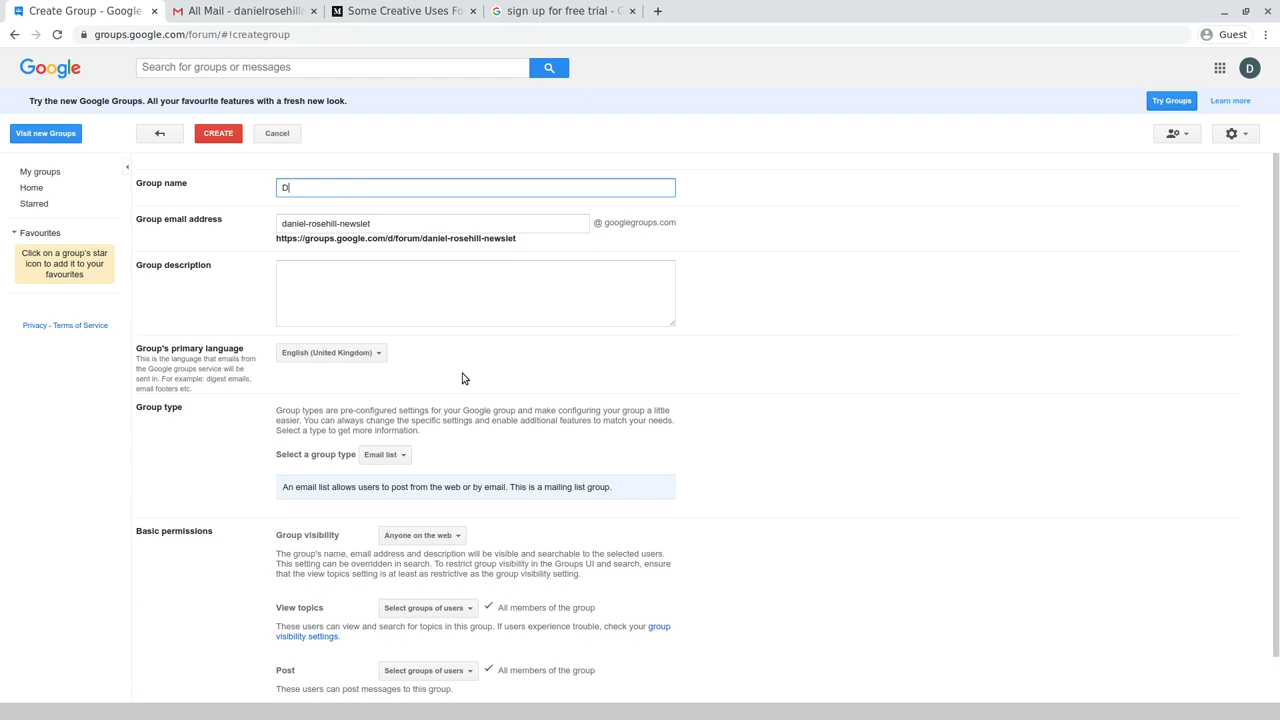 Create Group - Google
All Mail - danielrosehill
Some Creative Uses Fo
sign up for free trial - G
groups.google.com/forum/#!creategroup
Guest
Google
Search for groups or messages
D
Try the new Google Groups. All your favourite features with a fresh new look.
Try Groups
Learn more
Visit new Groups
CREATE
Cancel
My groups
Home
Starred
Favourites
Click on a group's star
icon to add it to your
favourites
Privacy - Terms of Service
Group name
D
Group email address
daniel-rosehill-newslet
@ googlegroups.com
https://groups.google.com/d/forum/daniel-rosehill-newslet
Group description
Group's primary language
This is the language that emails from
the Google groups service will be
sent in. For example: digest emails,
email footers etc.
English (United Kingdom)
Group type
Group types are pre-configured settings for your Google group and make configuring your group a little
easier. You can always change the specific settings and enable additional features to match your needs.
Select a type to get more information.
Select a group type
Email list
An email list allows users to post from the web or by email. This is a mailing list group.
Basic permissions
Group visibility
Anyone on the web
The group's name, email address and description will be visible and searchable to the selected users.
This setting can be overridden in search. To restrict group visibility in the Groups UI and search, ensure
that the view topics setting is at least as restrictive as the group visibility setting.
View topics
Select groups of users
All members of the group
These users can view and search for topics in this group. If users experience trouble, check your group
visibility settings.
Post
Select groups of users
All members of the group
These users can post messages to this group.